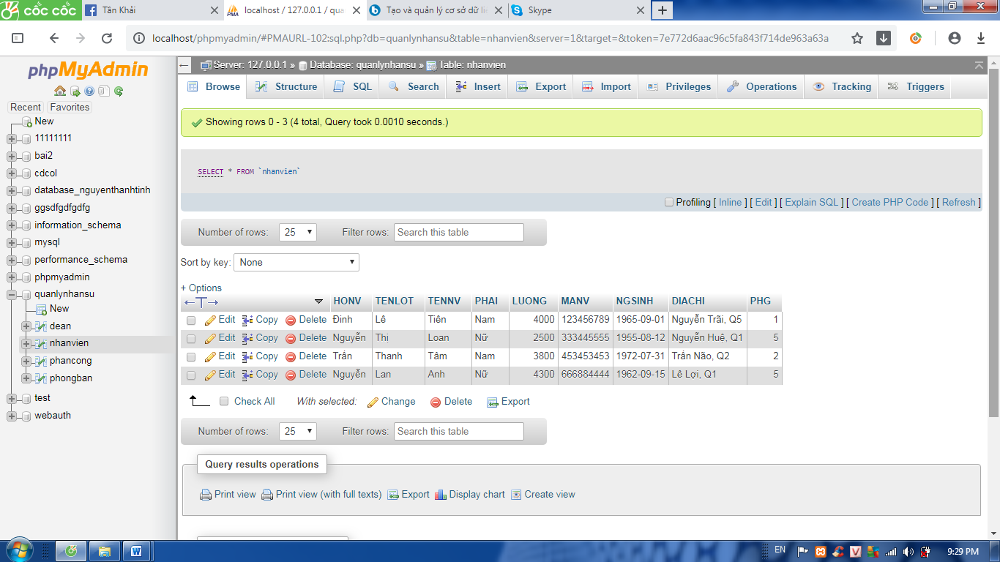 cốc cốc
Tân Khải
localhost / 127.0.0.1 / qua
Tạo và quản lý cơ sở dữ li
Skype
localhost/phpmyadmin/#PMAURL-102:sql.php?db=quanlynhansu&table=nhanvien&server=1&target=&token=7e772d6aac96c5fa843f714de963a63a
phpMyAdmin
Recent Favorites
New
11111111
bai2
cdcol
database_nguyenthanhtinh
ggsdfgdfgdfg
information_schema
mysql
performance_schema
phpmyadmin
quanlynhansu
New
dean
nhanvien
phancong
phongban
test
webauth
Server: 127.0.0.1 » Database: quanlynhansu » Table: nhanvien
Browse Structure SQL Search Insert Export Import Privileges Operations Tracking Triggers
Showing rows 0 - 3 (4 total, Query took 0.0010 seconds.)
SELECT * FROM `nhanvien`
Profiling [ Inline ] [ Edit ] [ Explain SQL ] [ Create PHP Code ] [ Refresh ]
Number of rows: 25 Filter rows: Search this table
Sort by key: None
+ Options
HONV TENLOT TENNV PHAI LUONG MANV NGSINH DIACHI PHG
Edit Copy Delete Đinh Lê Tiên Nam 4000 123456789 1965-09-01 Nguyễn Trãi, Q5 1
Edit Copy Delete Nguyễn Thị Loan Nữ 2500 333445555 1955-08-12 Nguyễn Huê, Q1 5
Edit Copy Delete Trần Thanh Tâm Nam 3800 453453453 1972-07-31 Trần Não, Q2 2
Edit Copy Delete Nguyễn Lan Anh Nữ 4300 666884444 1962-09-15 Lê Lợi, Q1 5
Check All With selected: Change Delete Export
Number of rows: 25 Filter rows: Search this table
Query results operations
Print view Print view (with full texts) Export Display chart Create view
EN 9:29 PM